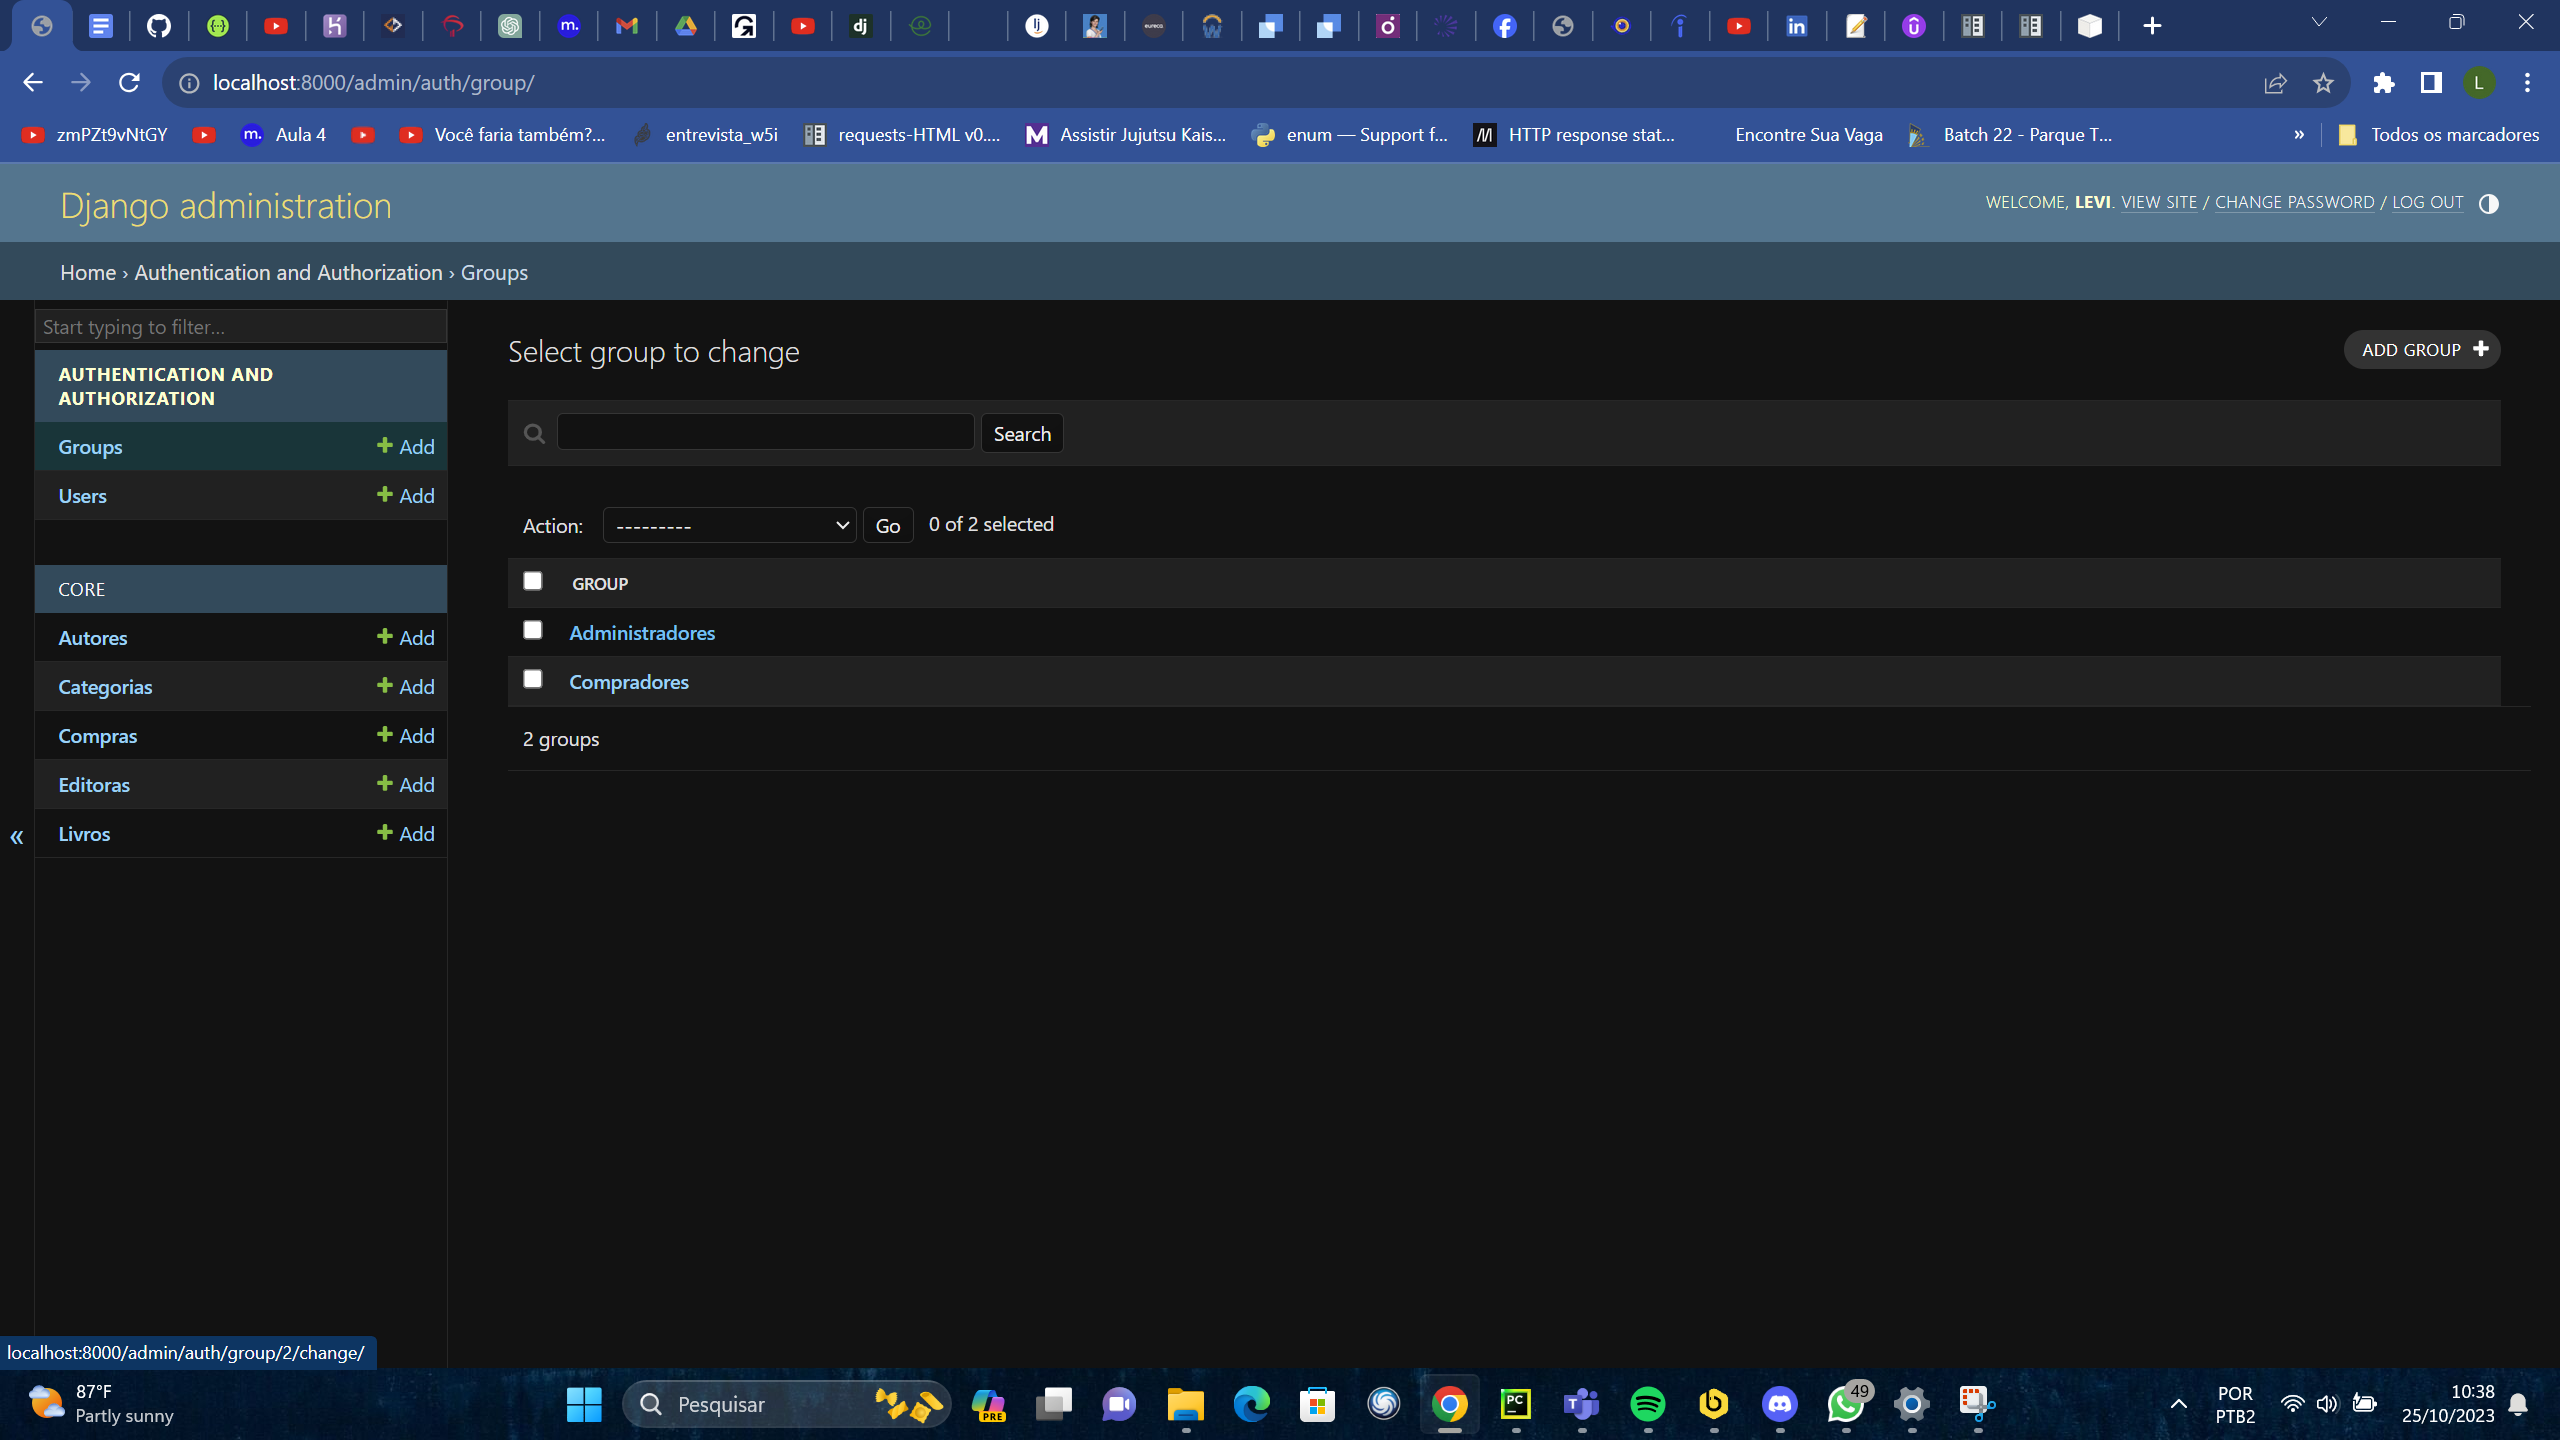 localhost:8000/admin/auth/group/
L
zmPZt9vNtGY
m. Aula 4
Você faria também?...
entrevista_w5i
requests-HTML v0....
M Assistir Jujutsu Kais...
enum — Support f...
HTTP response stat...
Encontre Sua Vaga
Batch 22 - Parque T...
»
Todos os marcadores
Django administration
WELCOME, LEVI. VIEW SITE / CHANGE PASSWORD / LOG OUT
Home › Authentication and Authorization › Groups
Start typing to filter...
AUTHENTICATION AND
AUTHORIZATION
Groups + Add
Users + Add
CORE
Autores + Add
Categorias + Add
Compras + Add
Editoras + Add
Livros + Add
«
Select group to change
ADD GROUP +
Search
Action: --------- Go 0 of 2 selected
GROUP
Administradores
Compradores
2 groups
localhost:8000/admin/auth/group/2/change/
87°F
Partly sunny
Pesquisar
PRE
PC
49
POR
PTB2
10:38
25/10/2023